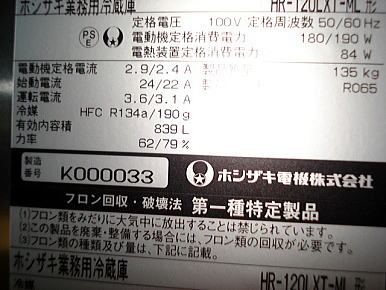 ホシザキ業務用冷蔵庫 HR-120LXT-ML 形
定格電圧 100V 定格周波数 50/60Hz
電動機定格消費電力 180/190W
電熱装置定格消費電力 84W
電動機定格電流 2.9/2.4A 135kg
始動電流 24/22A R065
運転電流 3.6/3.1A
冷媒 HFC R134a/190g
有効内容積 839L
力率 62/79%
製造番号 K000033 ホシザキ電機株式会社
フロン回収・破壊法 第一種特定製品
(1)フロン類をみだりに大気中に放出することは禁じられています。
(2)この製品を廃棄・整備する場合には、フロン類の回収が必要です。
(3)フロン類の種類及び量は、下記に記載。
ホシザキ業務用冷蔵庫 HR-120LXT-ML